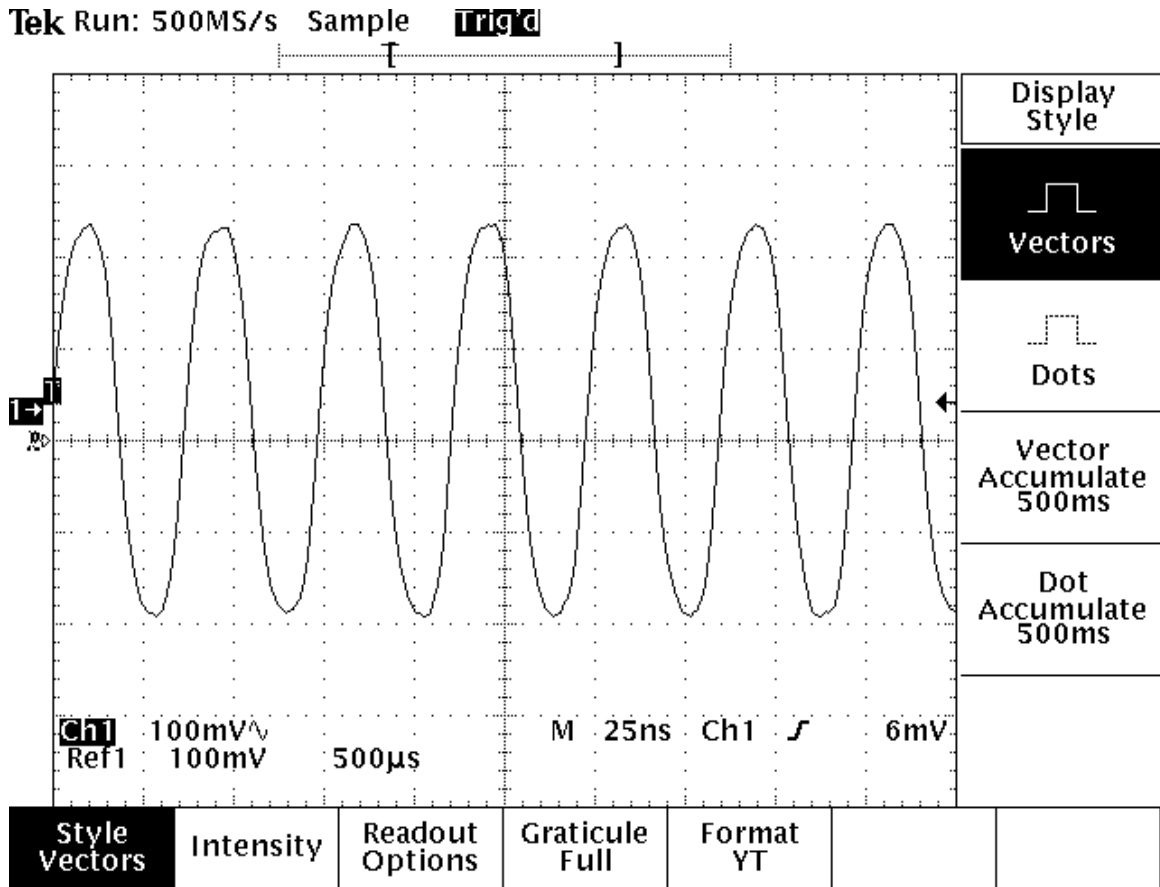 Tek Run: 500MS/s Sample Trig'd
[ ]
T
Display
Style
Vectors
Dots
Vector
Accumulate
500ms
Dot
Accumulate
500ms
T
1→
Ch1 100mV∿ M 25ns Ch1 ƒ 6mV
Ref1 100mV 500µs
Style
Vectors
Intensity
Readout
Options
Graticule
Full
Format
YT